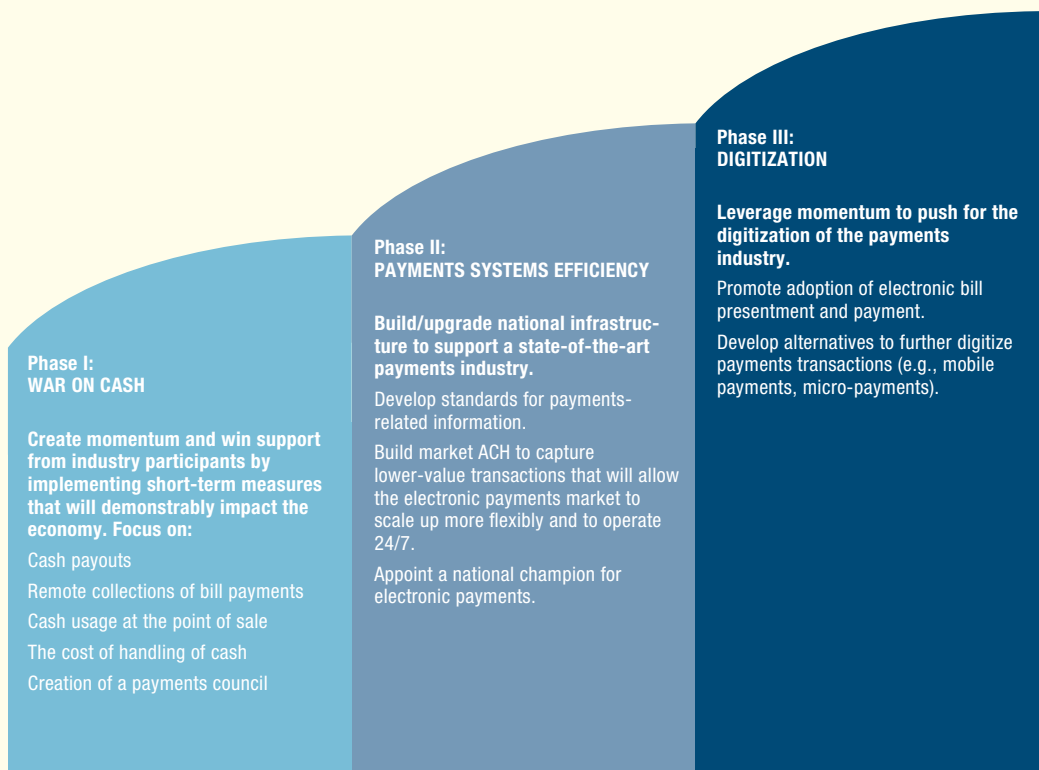 Phase I:
WAR ON CASH
Create momentum and win support
from industry participants by
implementing short-term measures
that will demonstrably impact the
economy. Focus on:
Cash payouts
Remote collections of bill payments
Cash usage at the point of sale
The cost of handling of cash
Creation of a payments council
Phase II:
PAYMENTS SYSTEMS EFFICIENCY
Build/upgrade national infrastruc-
ture to support a state-of-the-art
payments industry.
Develop standards for payments-
related information.
Build market ACH to capture
lower-value transactions that will allow
the electronic payments market to
scale up more flexibly and to operate
24/7.
Appoint a national champion for
electronic payments.
Phase III:
DIGITIZATION
Leverage momentum to push for the
digitization of the payments
industry.
Promote adoption of electronic bill
presentment and payment.
Develop alternatives to further digitize
payments transactions (e.g., mobile
payments, micro-payments).